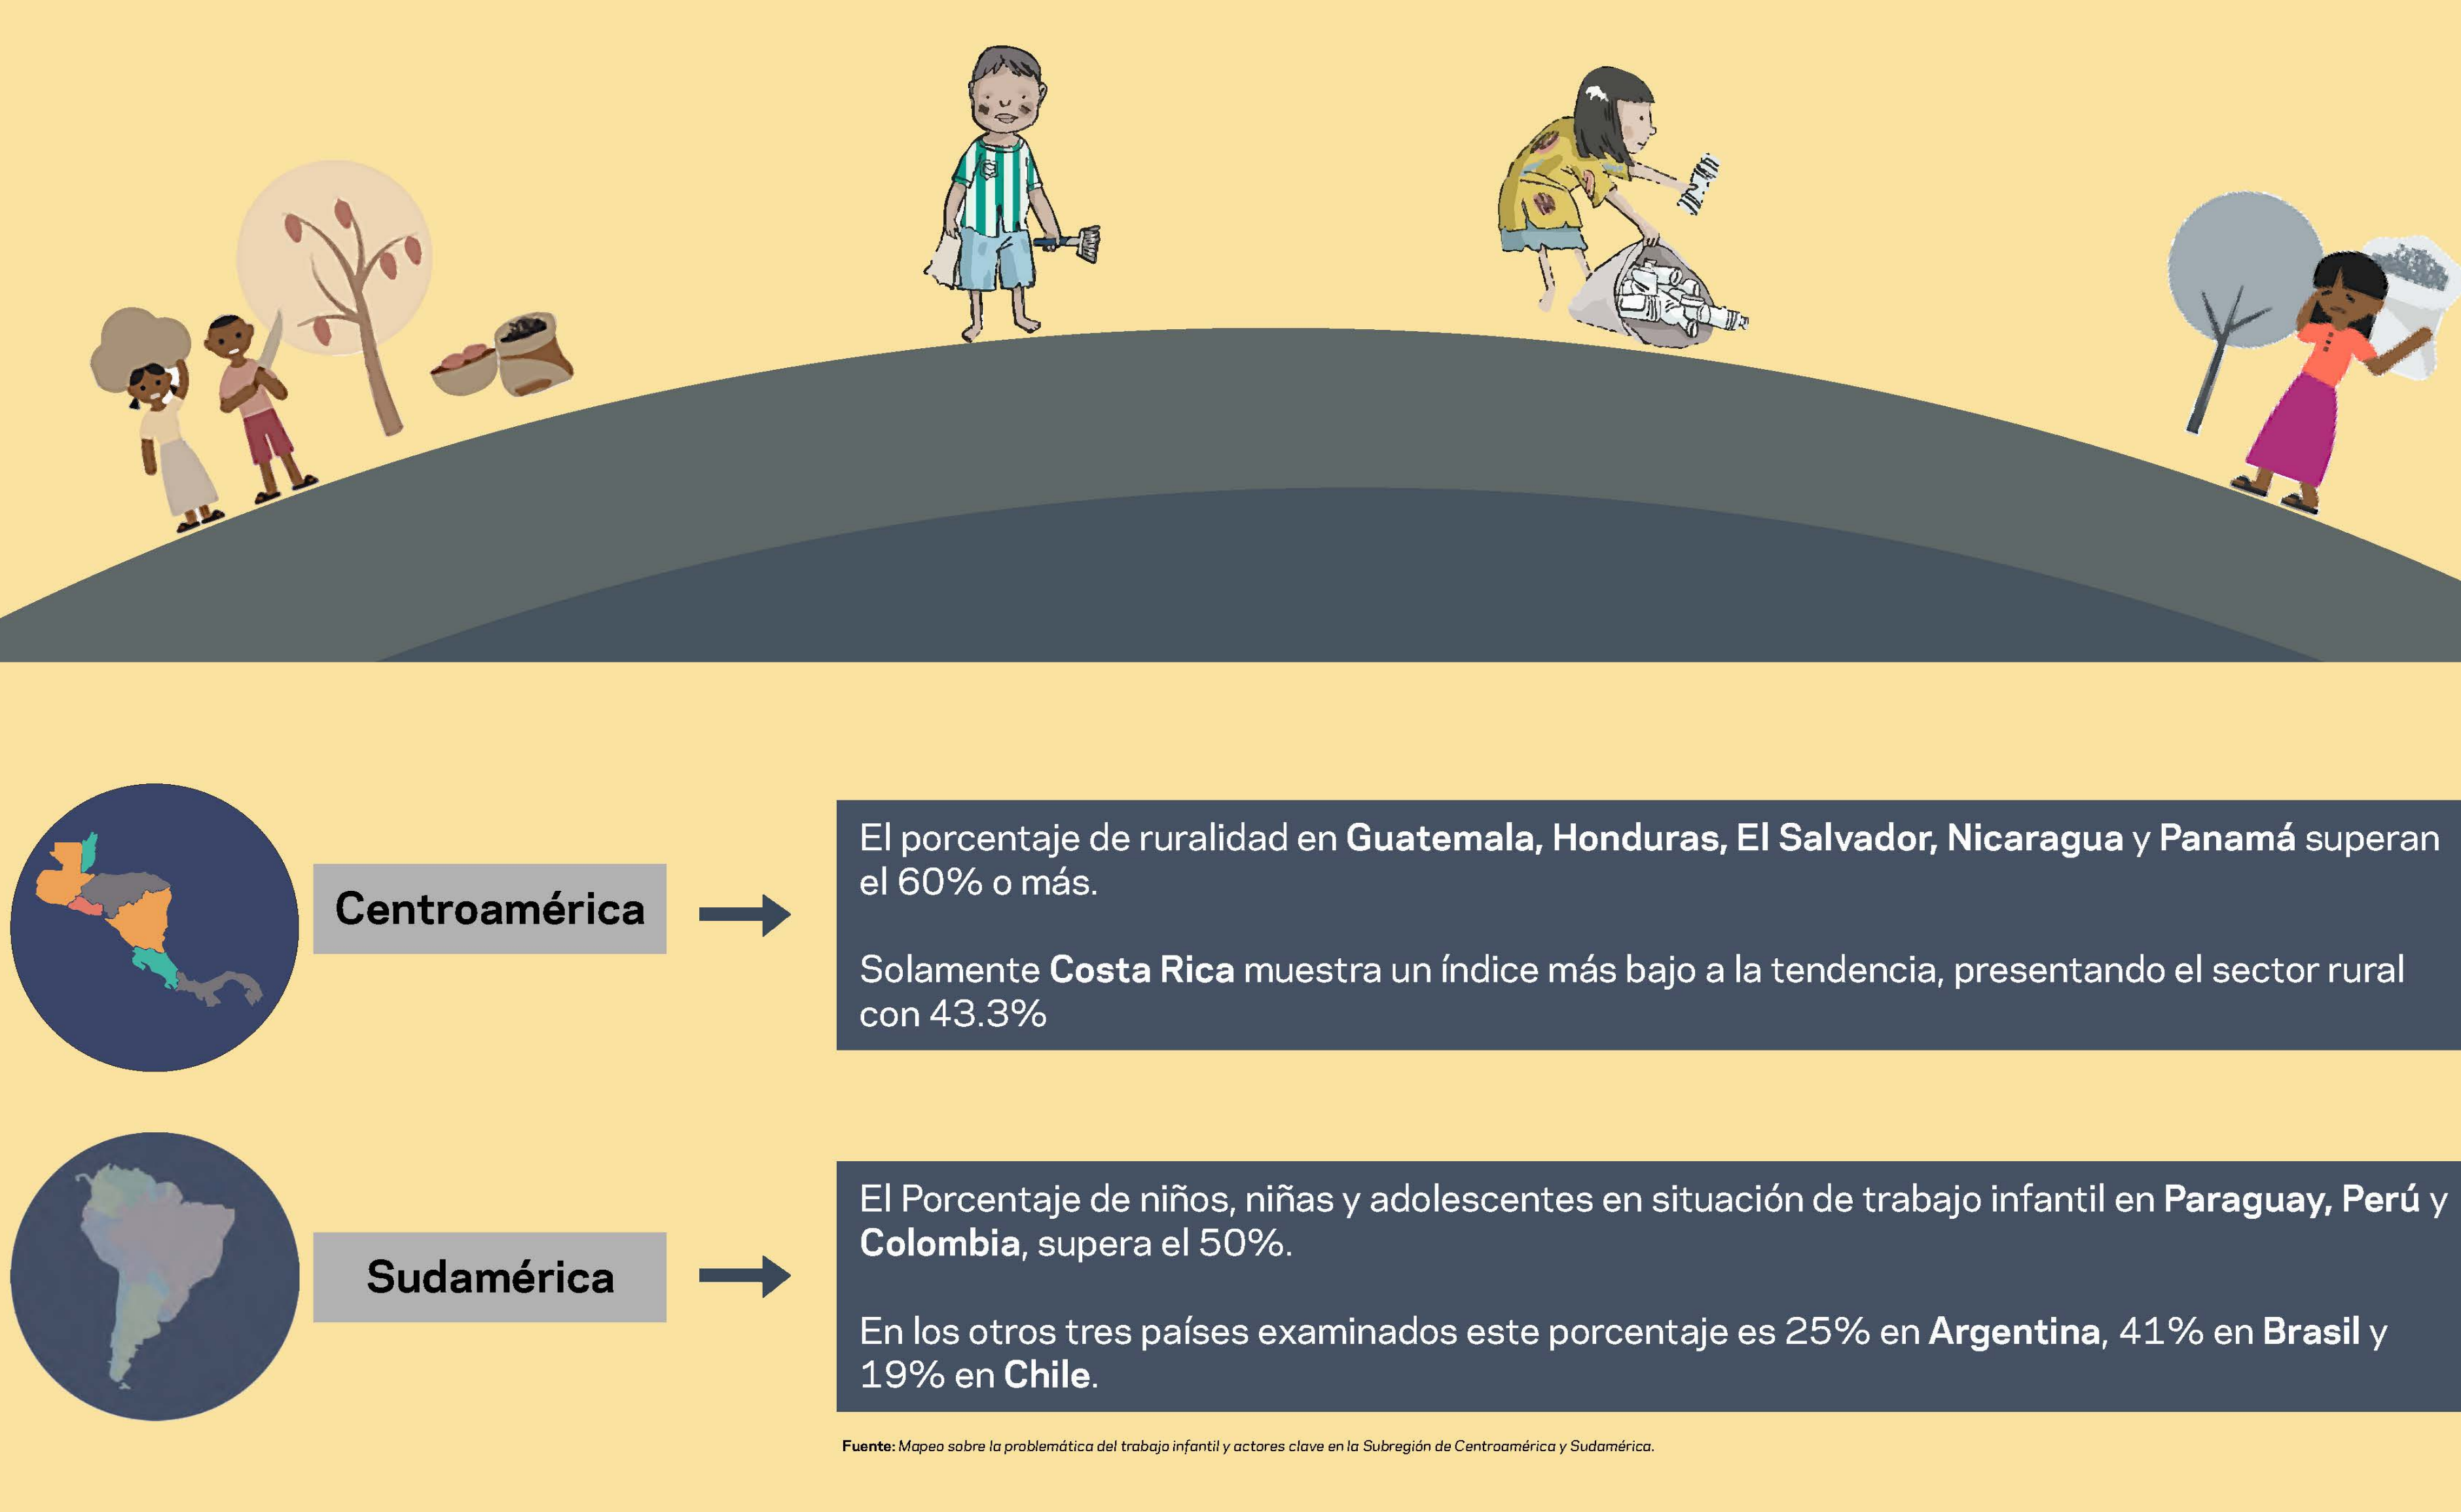 Centroamérica
El porcentaje de ruralidad en Guatemala, Honduras, El Salvador, Nicaragua y Panamá superan
el 60% o más.
Solamente Costa Rica muestra un índice más bajo a la tendencia, presentando el sector rural
con 43.3%
Sudamérica
El Porcentaje de niños, niñas y adolescentes en situación de trabajo infantil en Paraguay, Perú y
Colombia, supera el 50%.
En los otros tres países examinados este porcentaje es 25% en Argentina, 41% en Brasil y
19% en Chile.
Fuente: Mapeo sobre la problemática del trabajo infantil y actores clave en la Subregión de Centroamérica y Sudamérica.